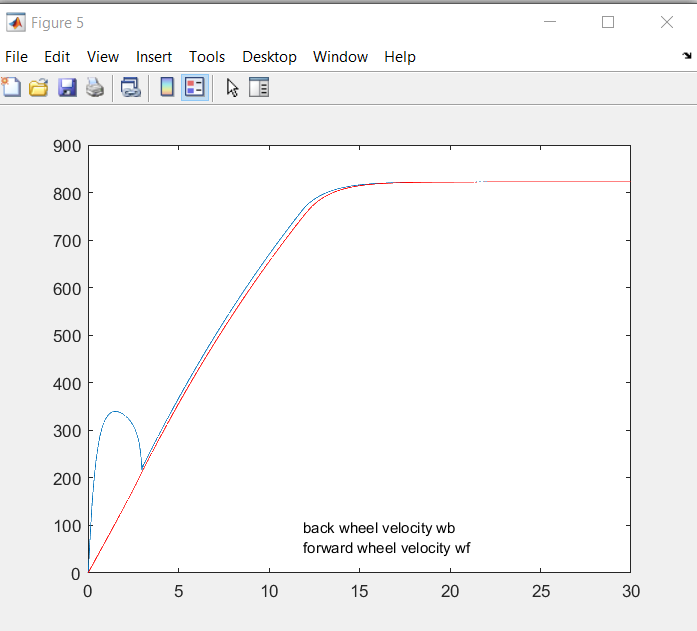 Figure 5
File Edit View Insert Tools Desktop Window Help
900
800
700
600
500
400
300
200
100
0
back wheel velocity wb
forward wheel velocity wf
0 5 10 15 20 25 30